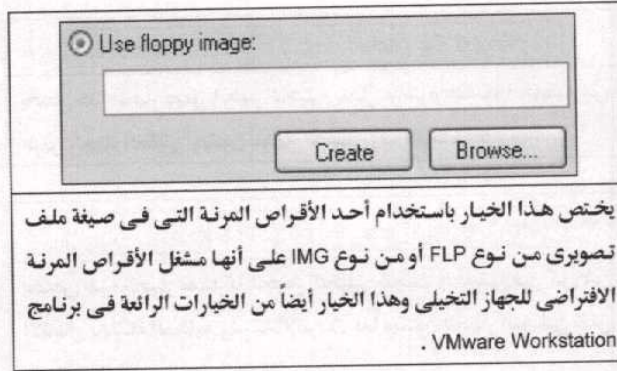 Use floppy image:
Create
Browse...
يختص هذا الخيار باستخدام أحد الأقراص المرنة التى فى صيغة ملف
تصويرى من نوع FLP أو من نوع IMG على أنها مشغل الأقراص المرنة
الافتراضى للجهاز التخيلى وهذا الخيار أيضاً من الخيارات الرائعة فى برنامج
VMware Workstation .